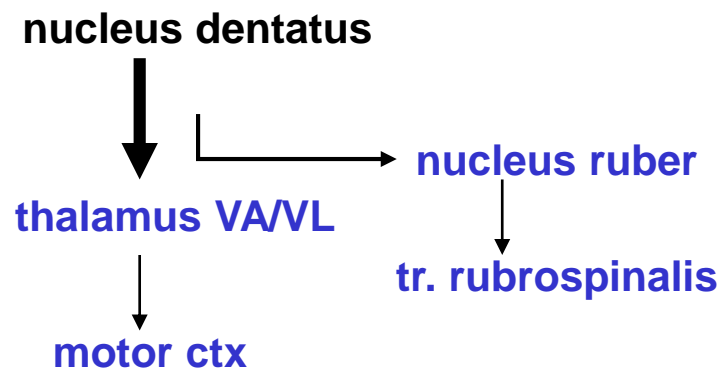 nucleus dentatus
nucleus ruber
thalamus VA/VL
tr. rubrospinalis
motor ctx